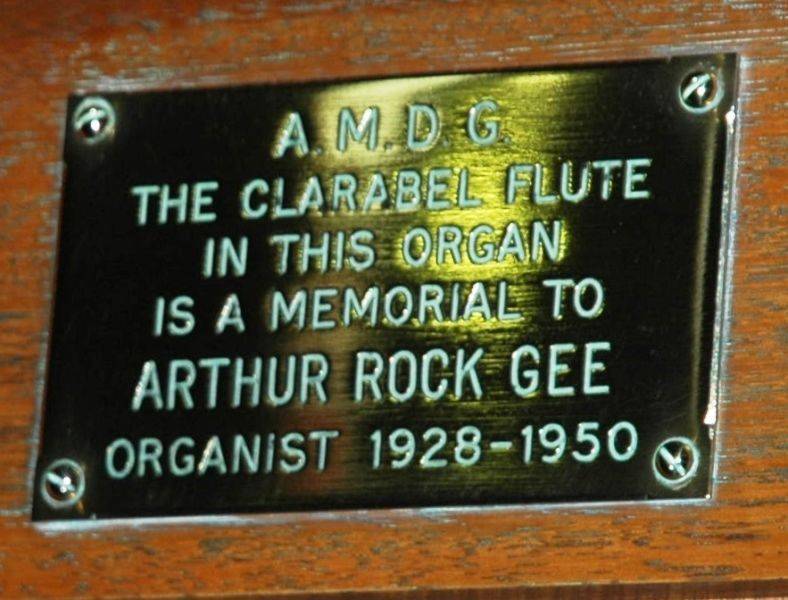 A.M.D.G.
THE CLARABEL FLUTE
IN THIS ORGAN
IS A MEMORIAL TO
ARTHUR ROCK GEE
ORGANIST 1928-1950